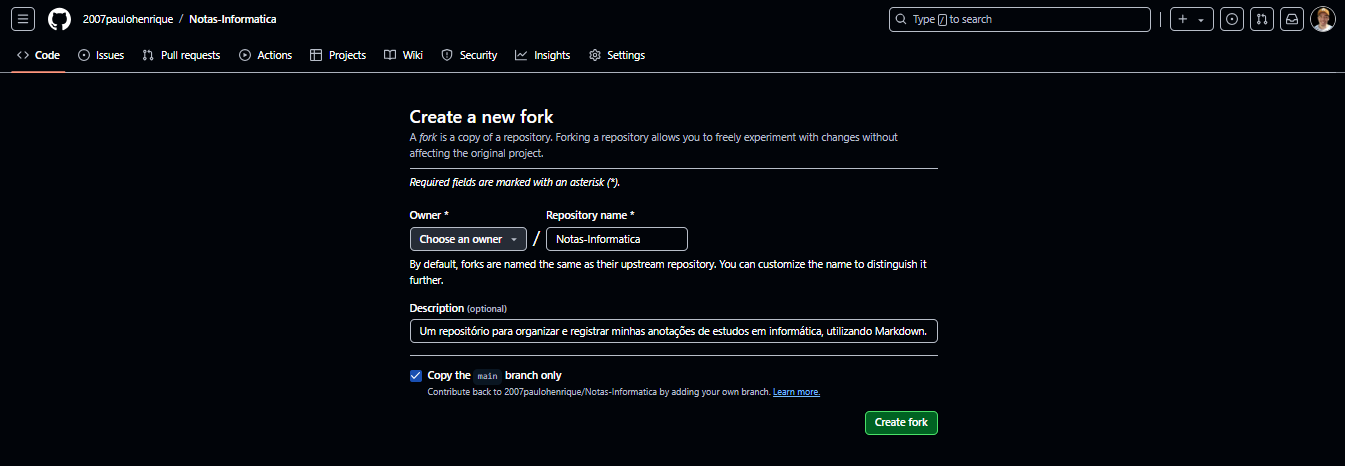 2007paulohenrique / Notas-Informatica
Type / to search
Code Issues Pull requests Actions Projects Wiki Security Insights Settings
Create a new fork
A fork is a copy of a repository. Forking a repository allows you to freely experiment with changes without
affecting the original project.
Required fields are marked with an asterisk (*).
Owner * Repository name *
Choose an owner / Notas-Informatica
By default, forks are named the same as their upstream repository. You can customize the name to distinguish it
further.
Description (optional)
Um repositório para organizar e registrar minhas anotações de estudos em informática, utilizando Markdown.
Copy the main branch only
Contribute back to 2007paulohenrique/Notas-Informatica by adding your own branch. Learn more.
Create fork